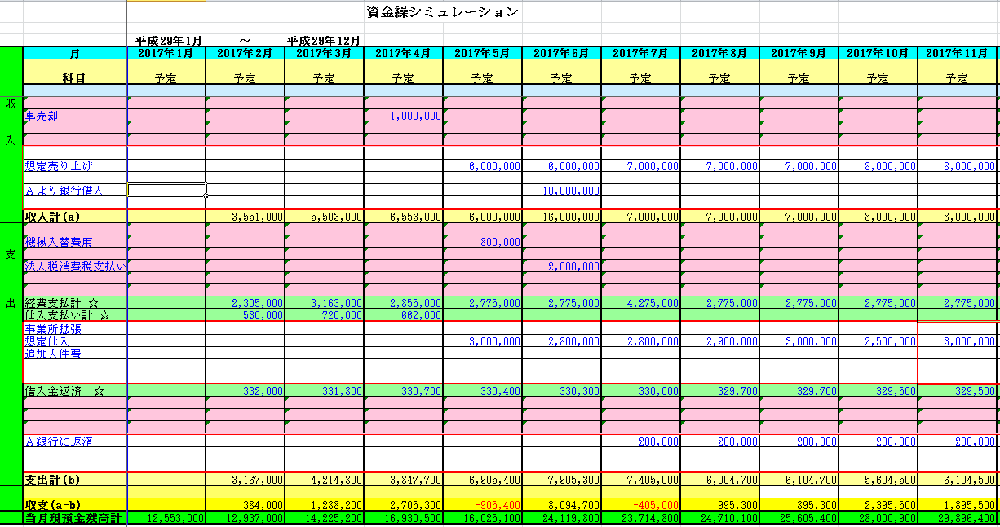 資金繰シミュレーション
平成29年1月 ～ 平成29年12月
月 2017年1月 2017年2月 2017年3月 2017年4月 2017年5月 2017年6月 2017年7月 2017年8月 2017年9月 2017年10月 2017年11月
科目 予定 予定 予定 予定 予定 予定 予定 予定 予定 予定 予定
収
車売却 1,000,000
入
想定売り上げ 6,000,000 6,000,000 7,000,000 7,000,000 7,000,000 8,000,000 8,000,000
Aより銀行借入 10,000,000
収入計(a) 3,551,000 5,503,000 6,553,000 6,000,000 16,000,000 7,000,000 7,000,000 7,000,000 8,000,000 8,000,000
機械入替費用 800,000
支
法人税消費税支払い 2,000,000
出
経費支払計 ☆ 2,305,000 3,163,000 2,855,000 2,775,000 2,775,000 4,275,000 2,775,000 2,775,000 2,775,000 2,775,000
仕入支払い計 ☆ 530,000 720,000 662,000
事業所拡張
想定仕入 3,000,000 2,800,000 2,800,000 2,900,000 3,000,000 2,500,000 3,000,000
追加人件費
借入金返済 ☆ 332,000 331,800 330,700 330,400 330,300 330,000 329,700 329,700 329,500 329,500
A銀行に返済 200,000 200,000 200,000 200,000 200,000
支出計(b) 3,167,000 4,214,800 3,847,700 6,905,400 7,905,300 7,405,000 6,004,700 6,104,700 5,604,500 6,104,500
収支(a-b) 384,000 1,288,200 2,705,300 -905,400 8,094,700 -405,000 995,300 895,300 2,395,500 1,895,500
当月現預金残高計 12,553,000 12,937,000 14,225,200 16,930,500 16,025,100 24,119,800 23,714,800 24,710,100 25,605,400 28,000,900 29,896,400